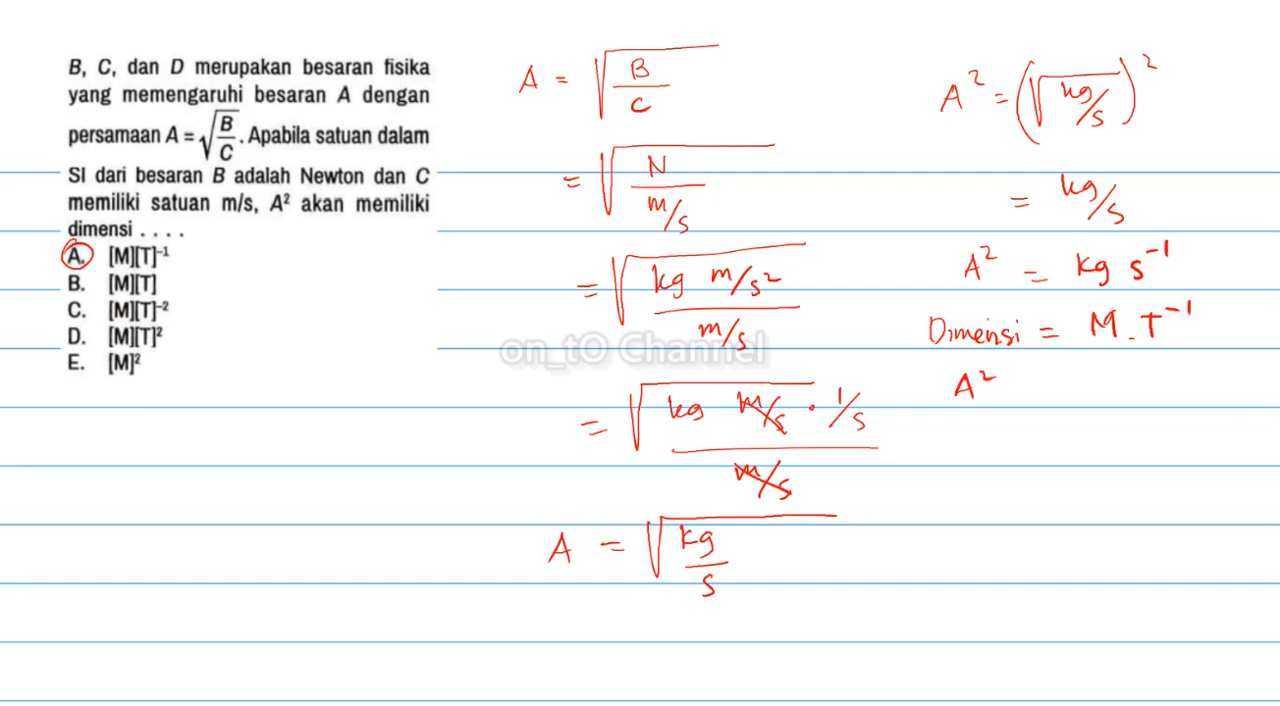 B, C, dan D merupakan besaran fisika
yang memengaruhi besaran A dengan
persamaan A = √(B/C). Apabila satuan dalam
SI dari besaran B adalah Newton dan C
memiliki satuan m/s, A² akan memiliki
dimensi . . . .
A. [M][T]⁻¹
B. [M][T]
C. [M][T]⁻²
D. [M][T]²
E. [M]²
A = √(B/C)
= √(N/(m/s))
= √((kg m/s²)/(m/s))
= √((kg m/s · 1/s)/(m/s))
A = √(kg/s)
A² = (√(kg/s))²
= kg/s
A² = kg s⁻¹
Dimensi = M . T⁻¹
A²
on_tO Channel